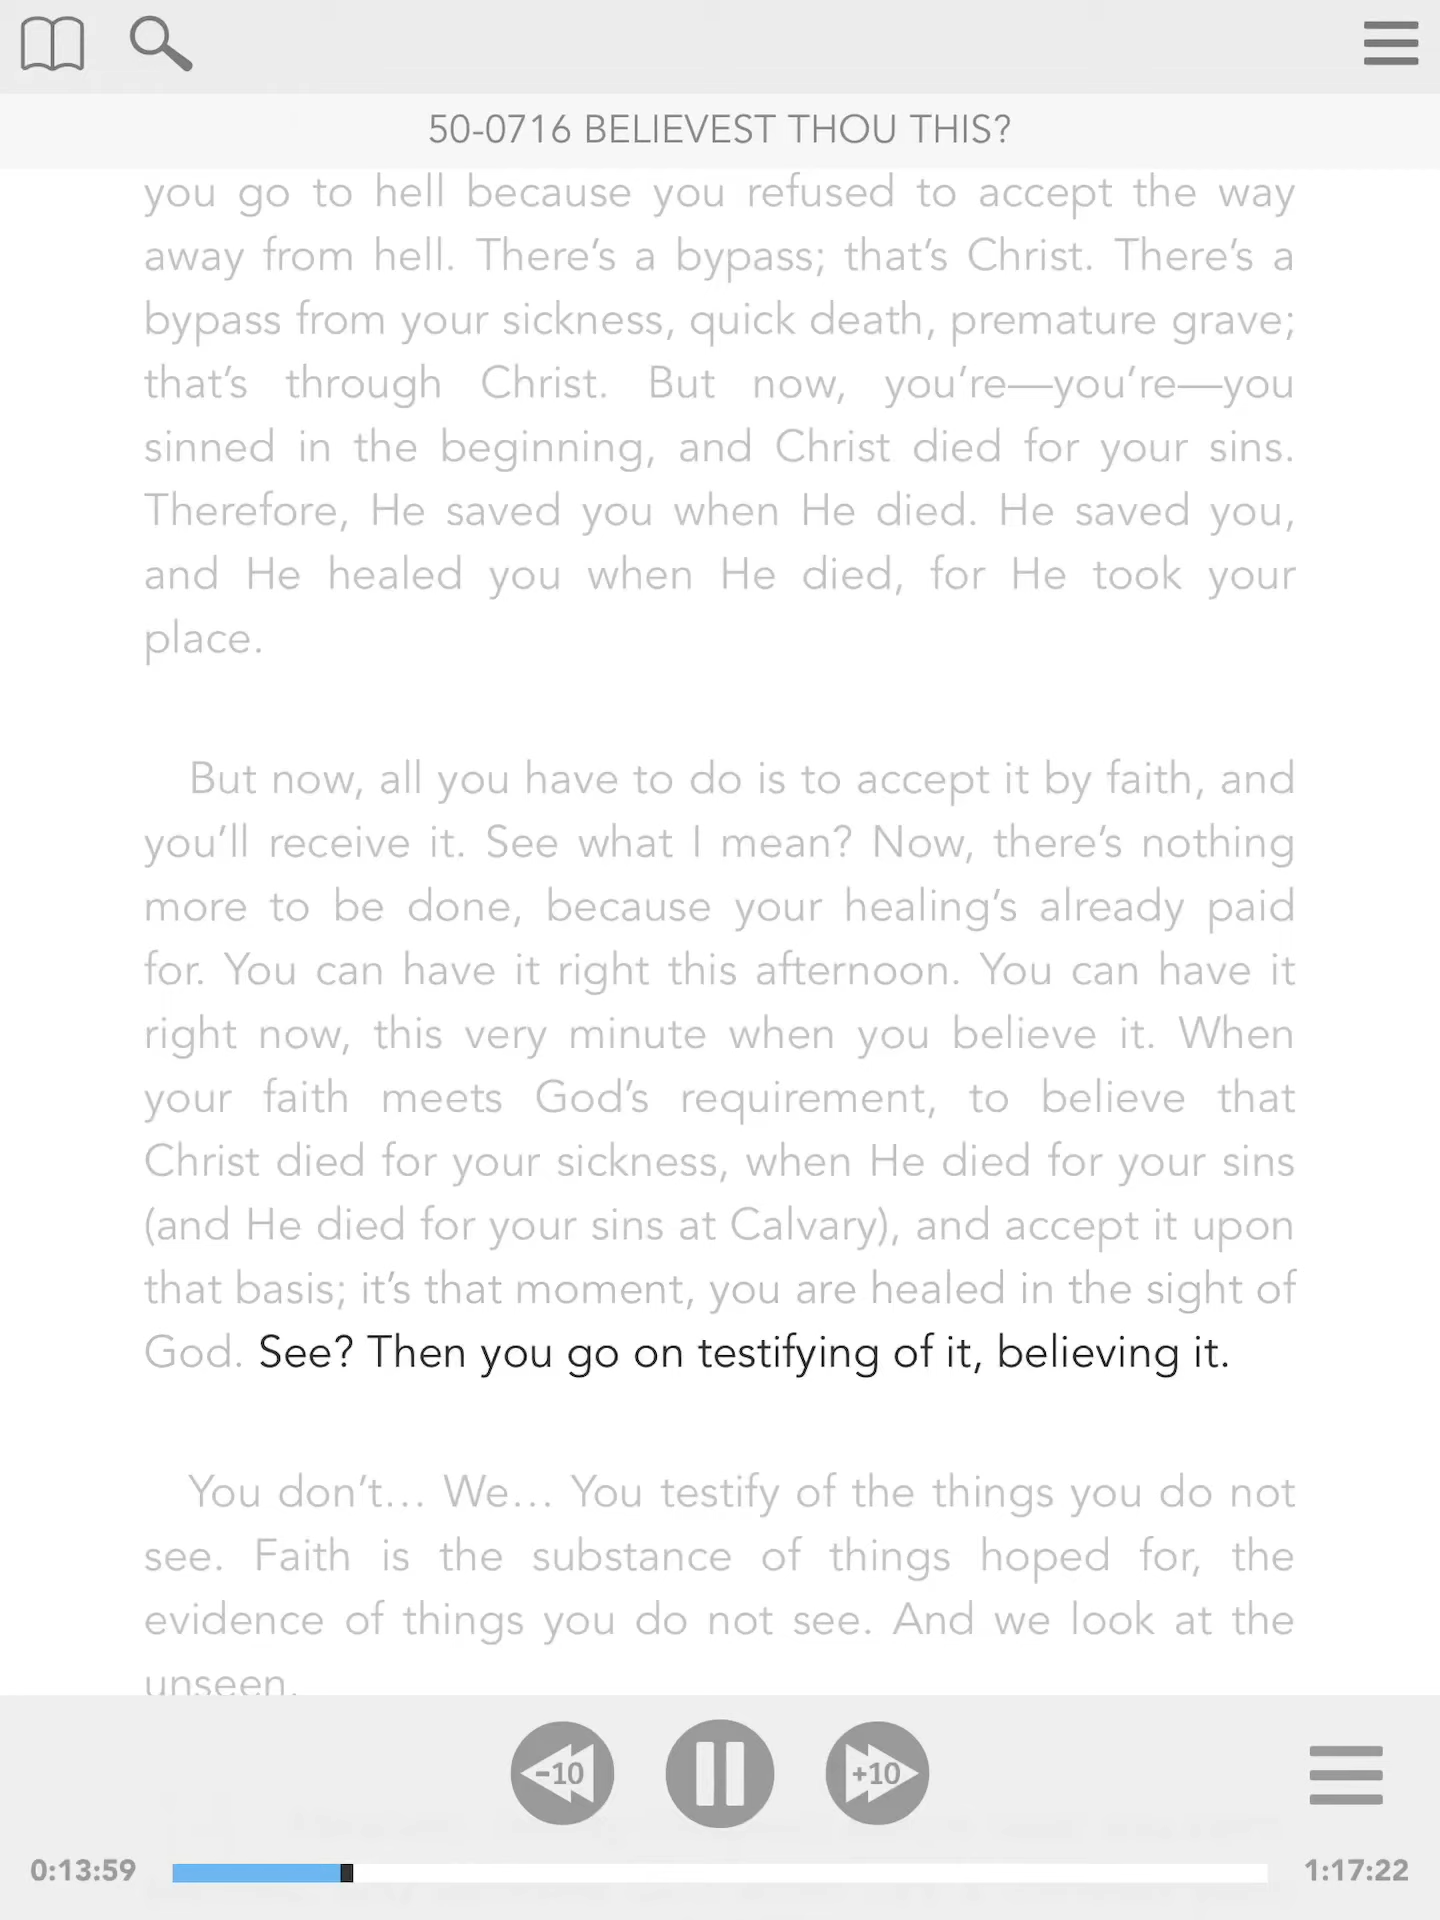 50-0716 BELIEVEST THOU THIS?
you go to hell because you refused to accept the way
away from hell. There’s a bypass; that’s Christ. There’s a
bypass from your sickness, quick death, premature grave;
that’s through Christ. But now, you’re—you’re—you
sinned in the beginning, and Christ died for your sins.
Therefore, He saved you when He died. He saved you,
and He healed you when He died, for He took your
place.
But now, all you have to do is to accept it by faith, and
you’ll receive it. See what I mean? Now, there’s nothing
more to be done, because your healing’s already paid
for. You can have it right this afternoon. You can have it
right now, this very minute when you believe it. When
your faith meets God’s requirement, to believe that
Christ died for your sickness, when He died for your sins
(and He died for your sins at Calvary), and accept it upon
that basis; it’s that moment, you are healed in the sight of
God. See? Then you go on testifying of it, believing it.
You don’t… We… You testify of the things you do not
see. Faith is the substance of things hoped for, the
evidence of things you do not see. And we look at the
unseen.
-10
+10
0:13:59
1:17:22